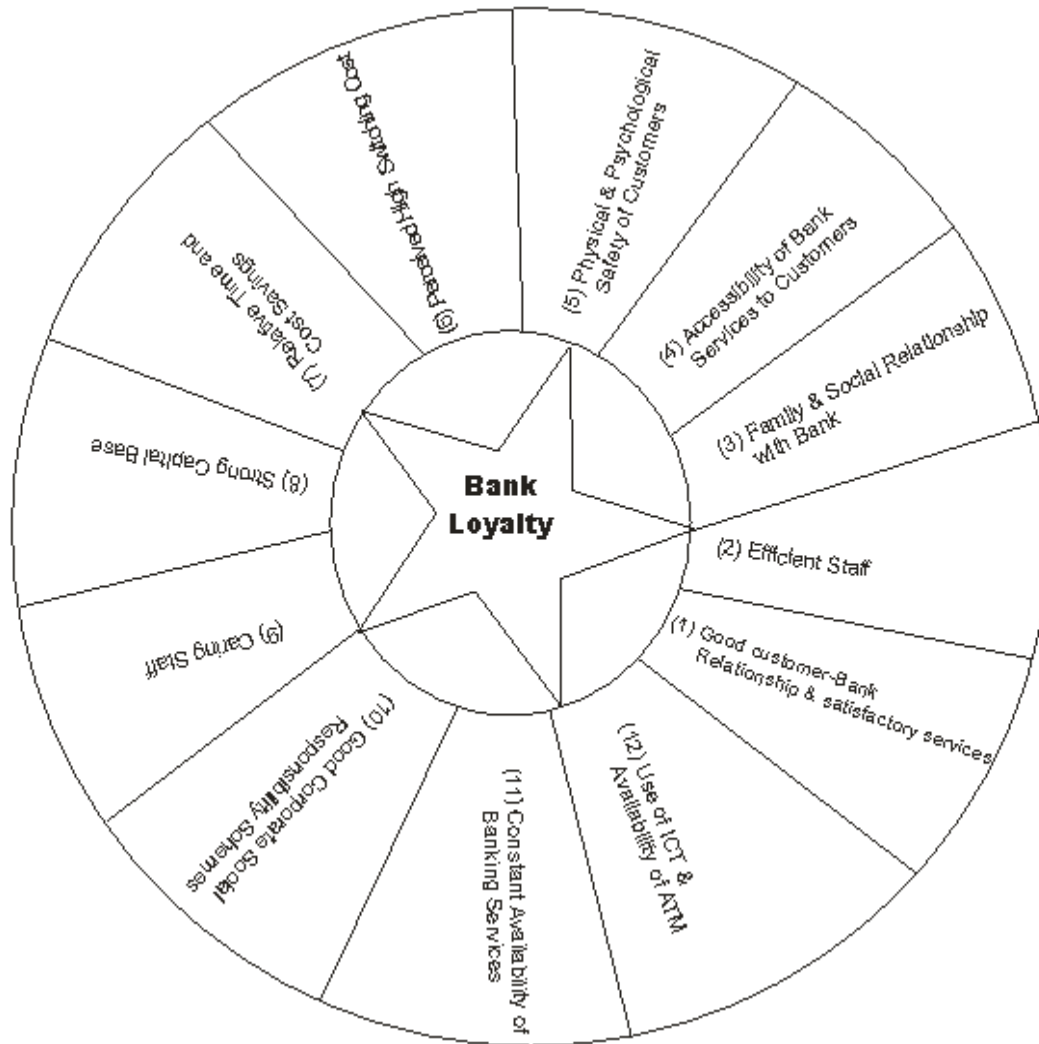 Bank
Loyalty
(1) Good customer-Bank
Relationship & satisfactory services
(2) Efficient Staff
(3) Family & Social Relationship
with Bank
(4) Accessibility of Bank
Services to Customers
(5) Physical & Psychological
Safety of Customers
(6) Perceived High Switching Cost
(7) Relative Time and
Cost Savings
(8) Strong Capital Base
(9) Caring Staff
(10) Good Corporate Social
Responsibility Schemes
(11) Constant Availability of
Banking Services
(12) Use of ICT &
Availability of ATM